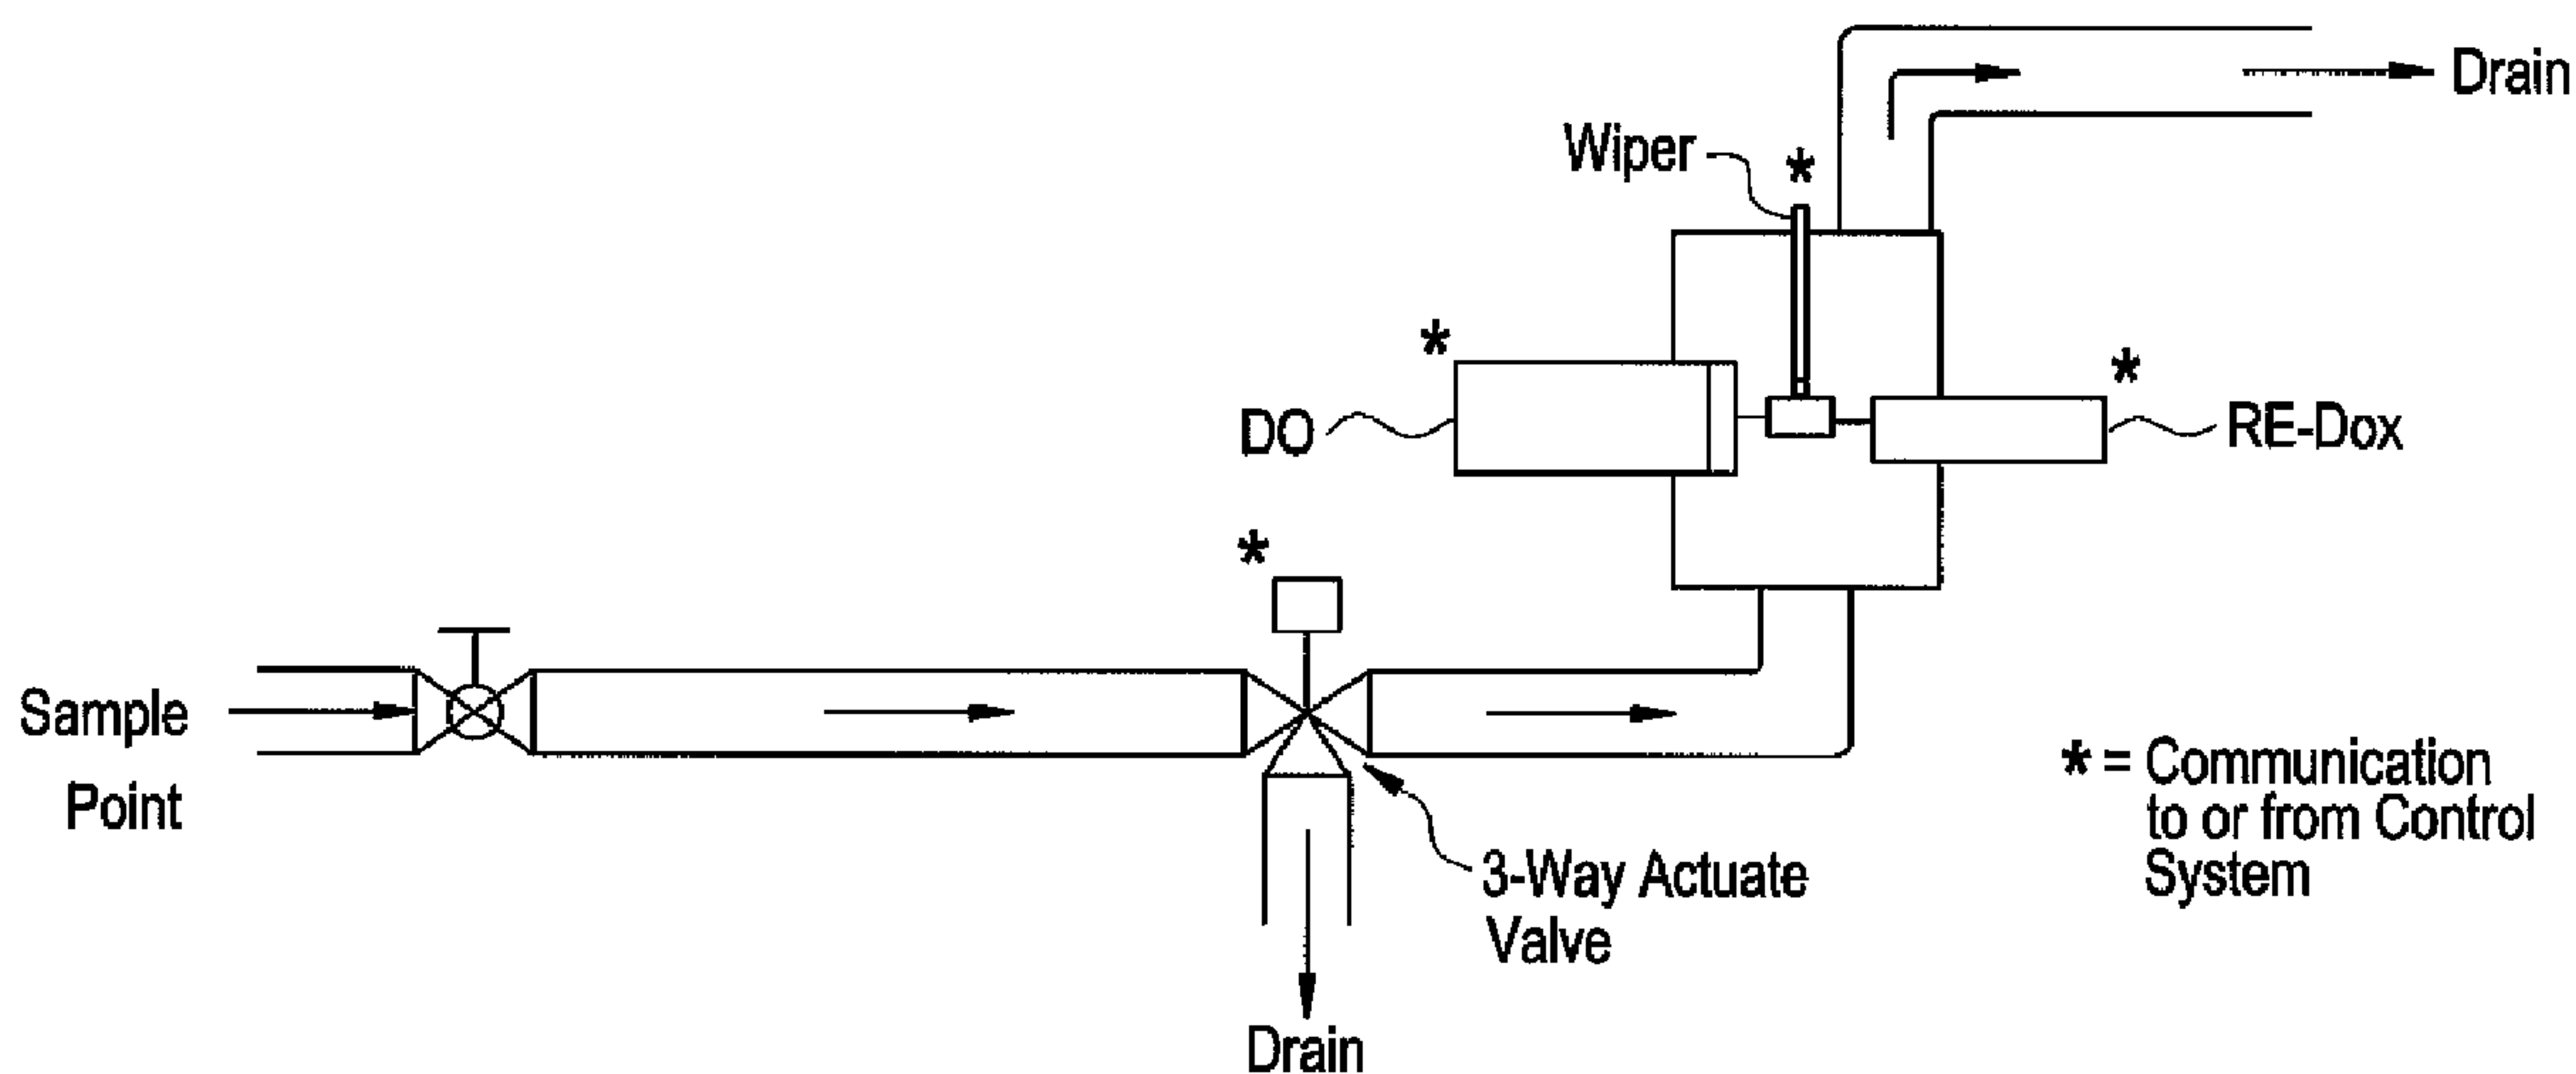 Drain
Wiper
*
*
*
DO
RE-Dox
*
Sample
Point
* = Communication
to or from Control
System
3-Way Actuate
Valve
Drain